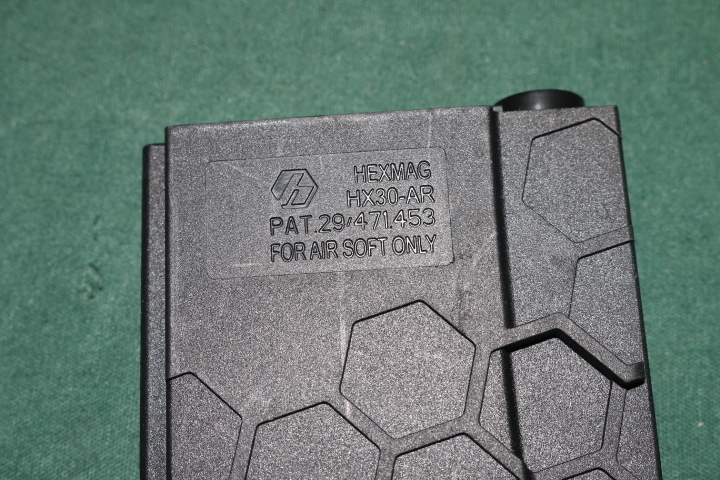 HEXMAG
HX30-AR
PAT.29/471.453
FOR AIR SOFT ONLY